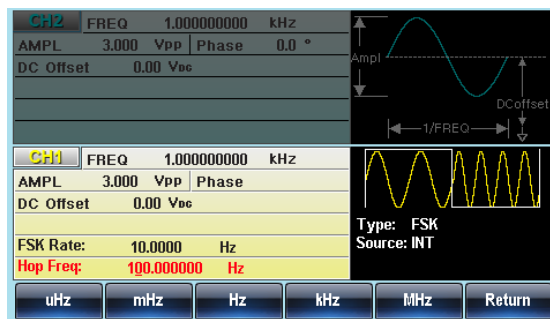 CH2 FREQ 1.000000000 kHz
AMPL 3.000 Vpp Phase 0.0 °
DC Offset 0.00 VDC
Ampl
DCoffset
1/FREQ
CH1 FREQ 1.000000000 kHz
AMPL 3.000 Vpp Phase
DC Offset 0.00 VDC
Type: FSK
Source: INT
FSK Rate: 10.0000 Hz
Hop Freq: 100.000000 Hz
uHz mHz Hz kHz MHz Return